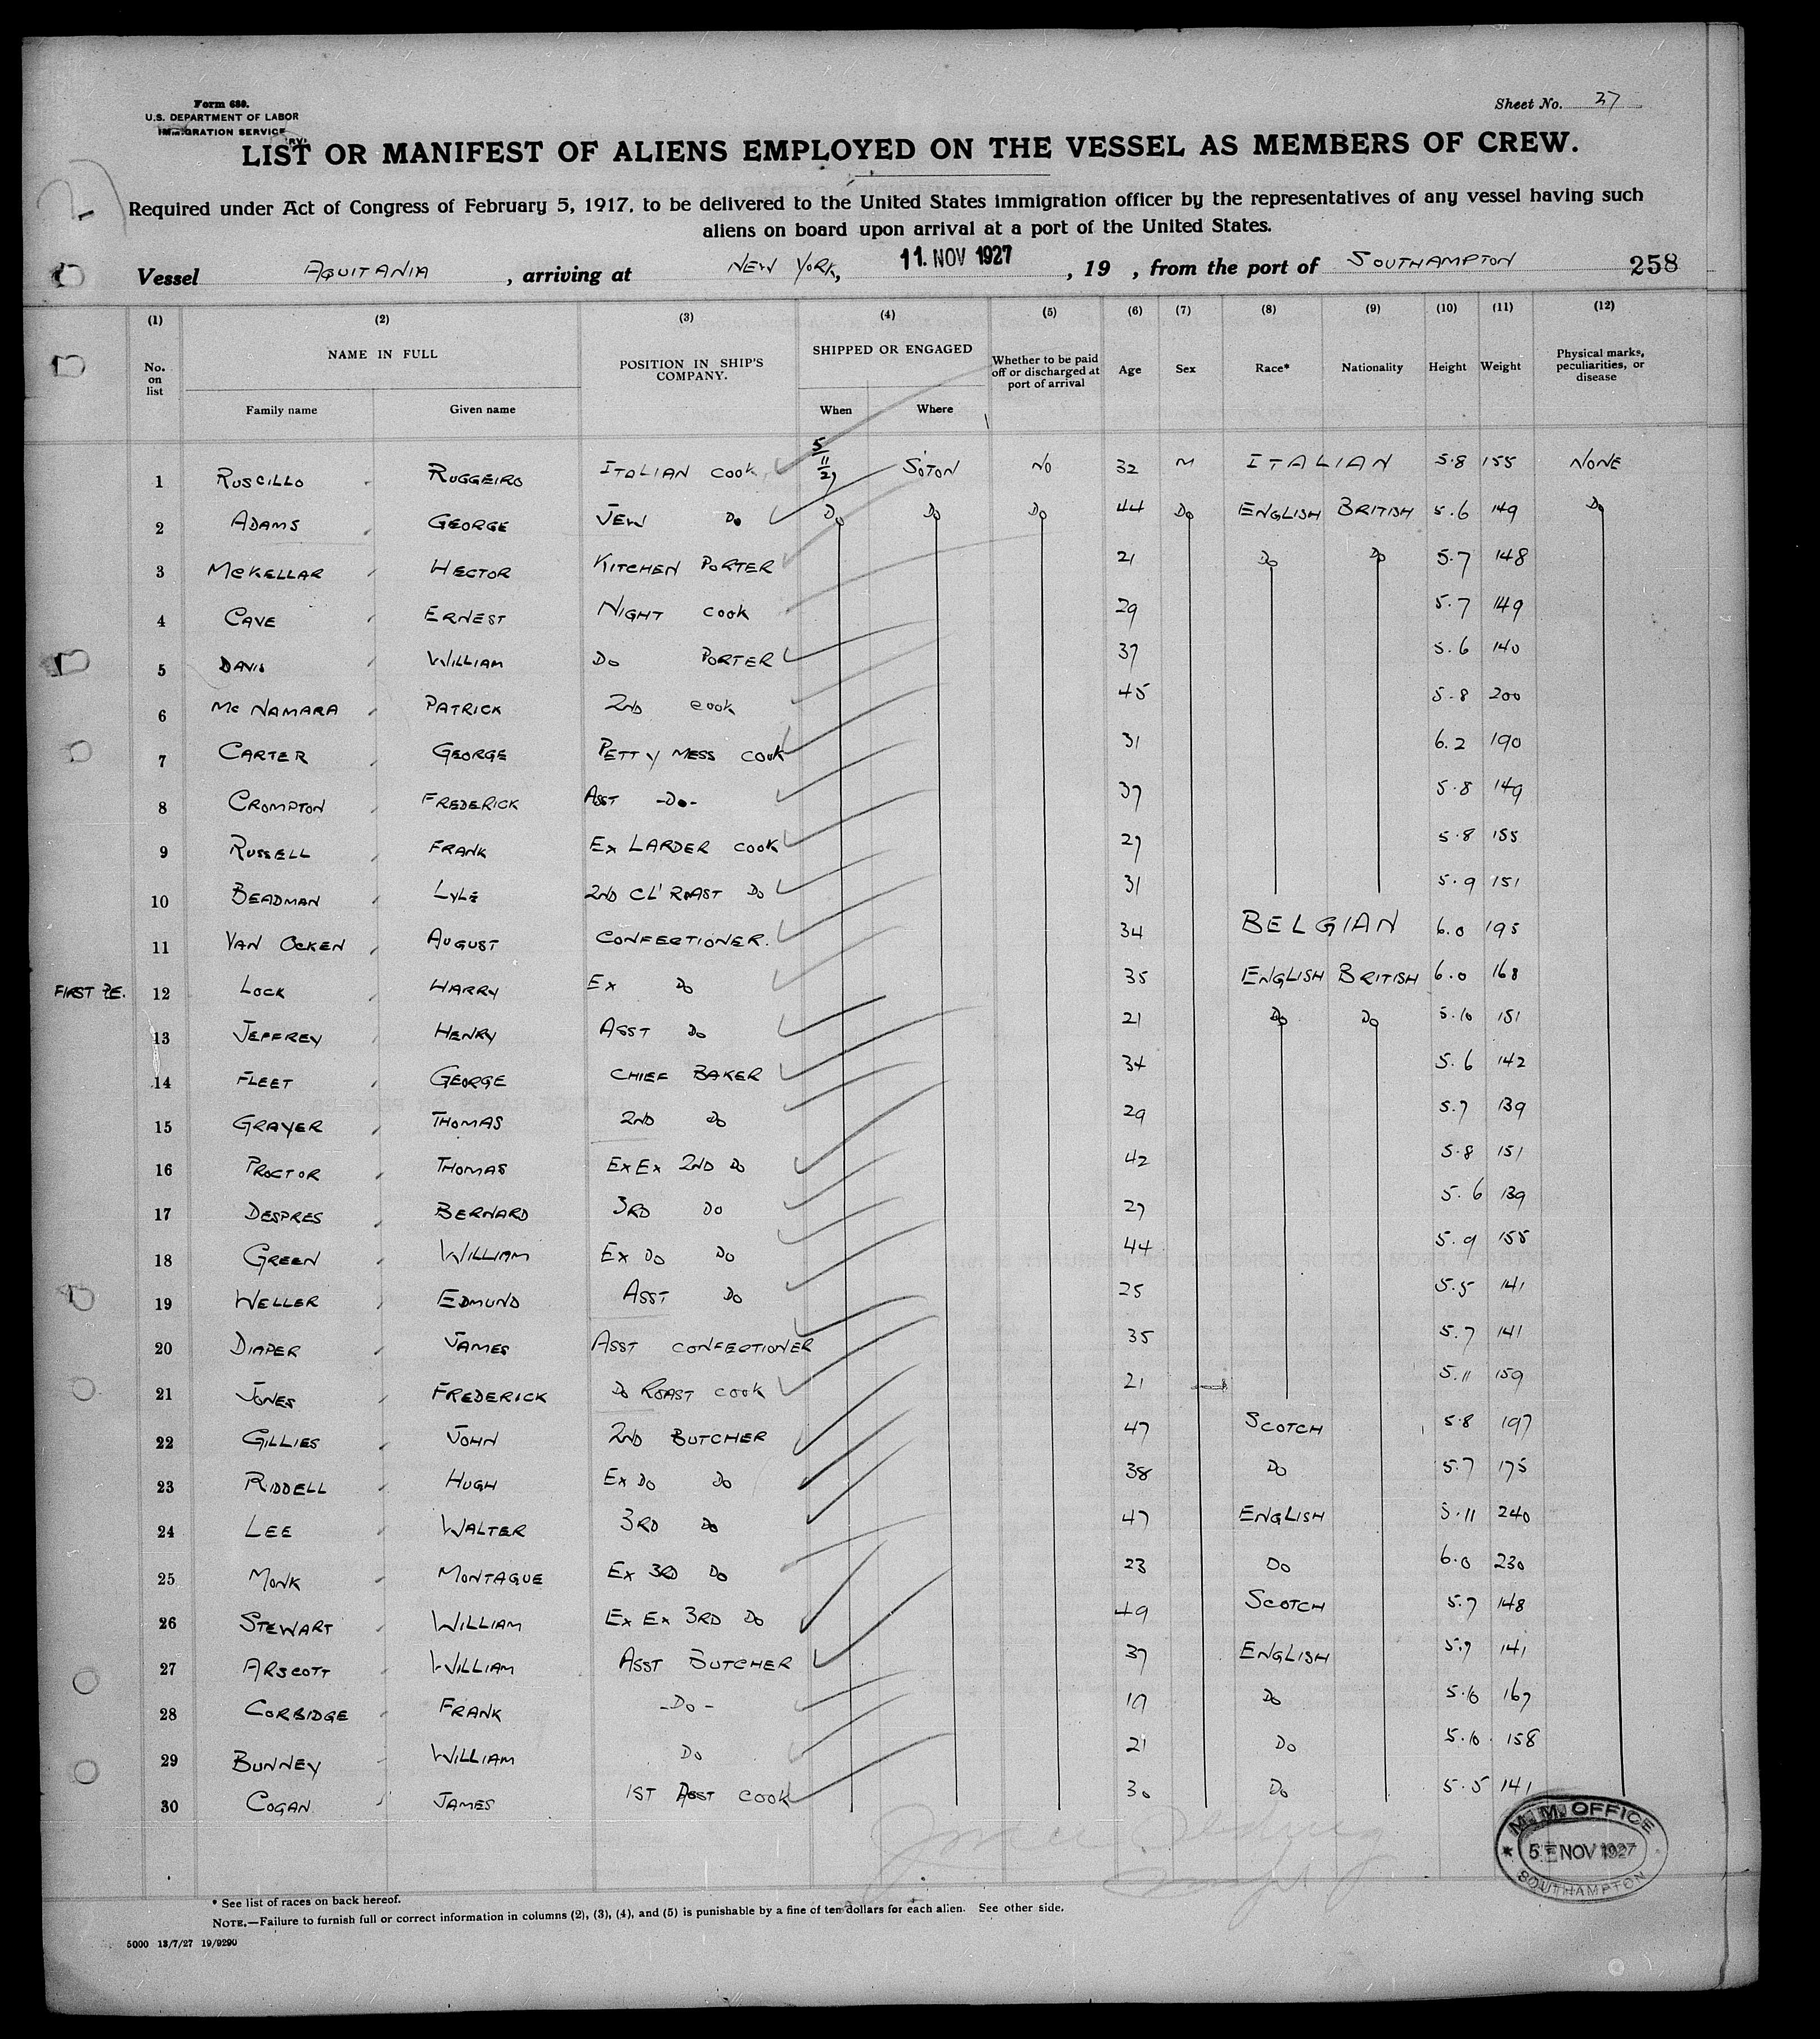 Form 680.
U.S. DEPARTMENT OF LABOR
IMMIGRATION SERVICE
Sheet No. 37
LIST OR MANIFEST OF ALIENS EMPLOYED ON THE VESSEL AS MEMBERS OF CREW.
Required under Act of Congress of February 5, 1917, to be delivered to the United States immigration officer by the representatives of any vessel having such
aliens on board upon arrival at a port of the United States.
Vessel AQUITANIA, arriving at NEW YORK, 11. NOV 1927, 19 , from the port of SOUTHAMPTON 258
(1) (2) (3) (4) (5) (6) (7) (8) (9) (10) (11) (12)
No. on list NAME IN FULL POSITION IN SHIP'S COMPANY. SHIPPED OR ENGAGED Whether to be paid off or discharged at port of arrival Age Sex Race* Nationality Height Weight Physical marks, peculiarities, or disease
Family name Given name When Where
1 RUSCILLO RUGGEIRO ITALIAN COOK 5/11/27 S'OTON NO 32 M ITALIAN 5.8 155 NONE
2 ADAMS GEORGE JEW DO DO DO DO 44 DO ENGLISH BRITISH 5.6 149 DO
3 MCKELLAR HECTOR KITCHEN PORTER 21 DO DO 5.7 148
4 CAVE ERNEST NIGHT COOK 29 5.7 149
5 DAVIS WILLIAM DO PORTER 37 5.6 140
6 MC NAMARA PATRICK 2ND COOK 45 5.8 200
7 CARTER GEORGE PETTY MESS COOK 31 6.2 190
8 CROMPTON FREDERICK ASST -DO- 37 5.8 149
9 RUSSELL FRANK EX LARDER COOK 27 5.8 155
10 BEADMAN LYLE 2ND CL' ROAST DO 31 5.9 151
11 VAN OCKEN AUGUST CONFECTIONER. 34 BELGIAN 6.0 195
FIRST 12 LOCK HARRY EX DO 35 ENGLISH BRITISH 6.0 168
13 JEFFREY HENRY ASST DO 21 DO DO 5.10 151
14 FLEET GEORGE CHIEF BAKER 34 5.6 142
15 GRAYER THOMAS 2ND DO 29 5.7 139
16 PROCTOR THOMAS EX EX 2ND DO 42 5.8 151
17 DESPRES BERNARD 3RD DO 27 5.6 139
18 GREEN WILLIAM EX DO DO 44 5.9 155
19 WELLER EDMUND ASST DO 25 5.5 141
20 DIAPER JAMES ASST CONFECTIONER 35 5.7 141
21 JONES FREDERICK DO ROAST COOK 21 5.11 159
22 GILLIES JOHN 2ND BUTCHER 47 SCOTCH 5.8 197
23 RIDDELL HUGH EX DO DO 38 DO 5.7 175
24 LEE WALTER 3RD DO 47 ENGLISH 5.11 240
25 MONK MONTAGUE EX 3RD DO 23 DO 6.0 230
26 STEWART WILLIAM EX EX 3RD DO 49 SCOTCH 5.7 148
27 ARSCOTT WILLIAM ASST BUTCHER 37 ENGLISH 5.7 141
28 CORBIDGE FRANK -DO- 19 DO 5.10 167
29 BUNNEY WILLIAM DO 21 DO 5.10 158
30 COGAN JAMES 1ST ASST COOK 30 DO 5.5 141
M. M. OFFICE
5 NOV 1927
SOUTHAMPTON
* See list of races on back hereof.
NOTE.—Failure to furnish full or correct information in columns (2), (3), (4), and (5) is punishable by a fine of ten dollars for each alien. See other side.
5000 13/7/27 19/9290